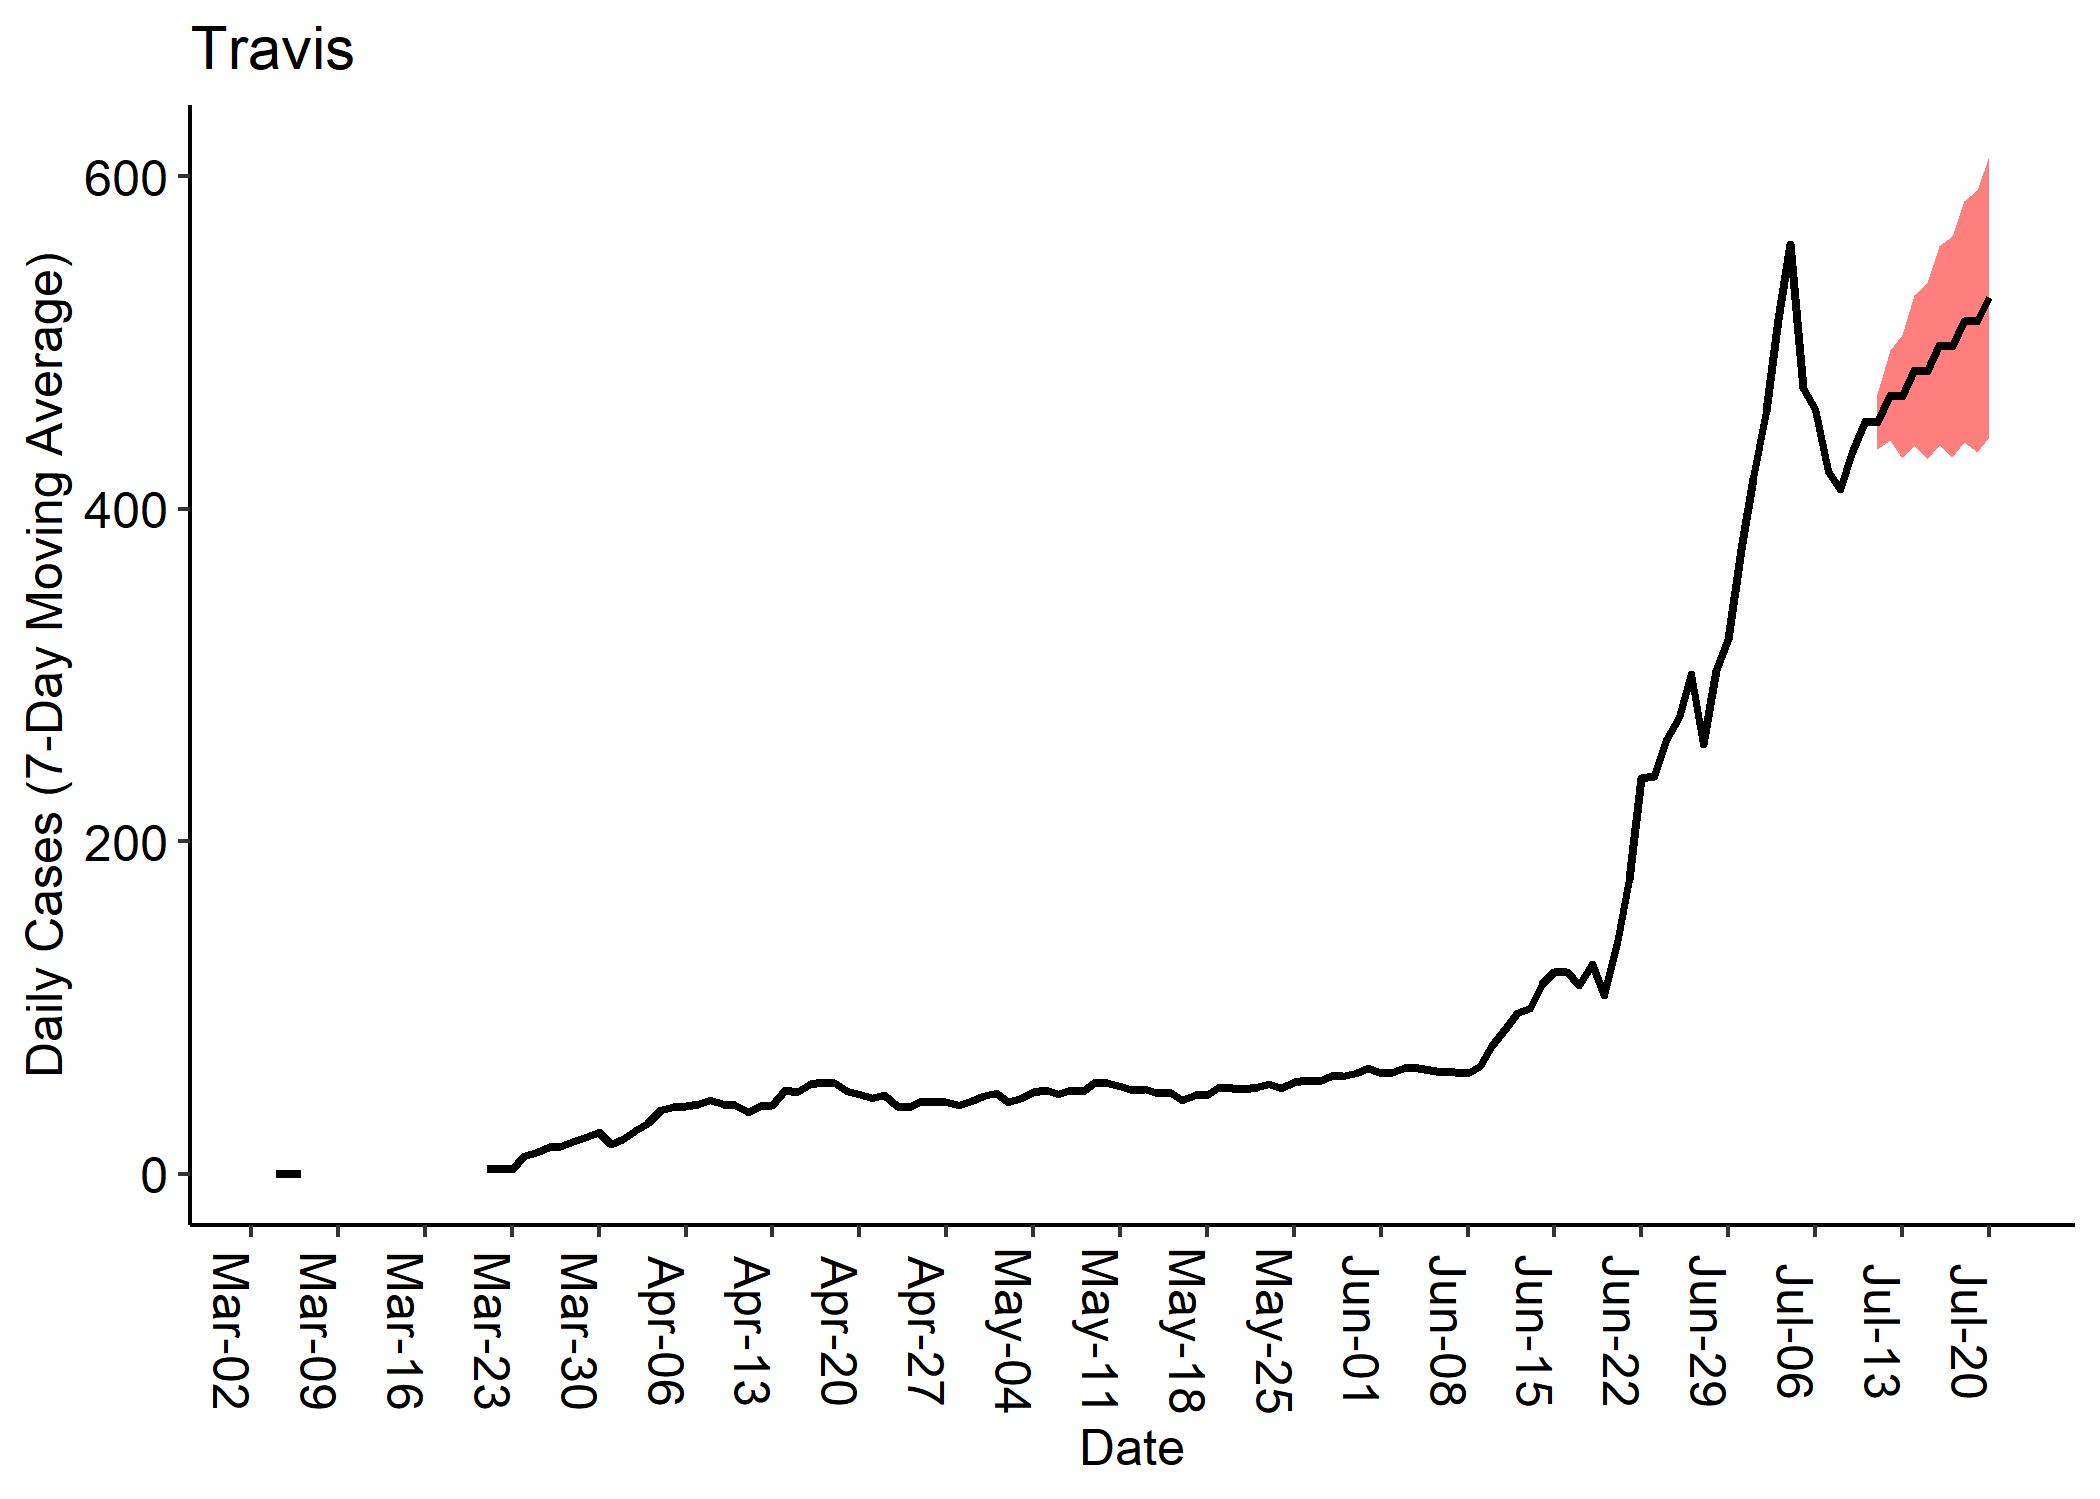 Travis
Daily Cases (7-Day Moving Average)
600
400
200
0
Mar-02
Mar-09
Mar-16
Mar-23
Mar-30
Apr-06
Apr-13
Apr-20
Apr-27
May-04
May-11
May-18
May-25
Jun-01
Jun-08
Jun-15
Jun-22
Jun-29
Jul-06
Jul-13
Jul-20
Date